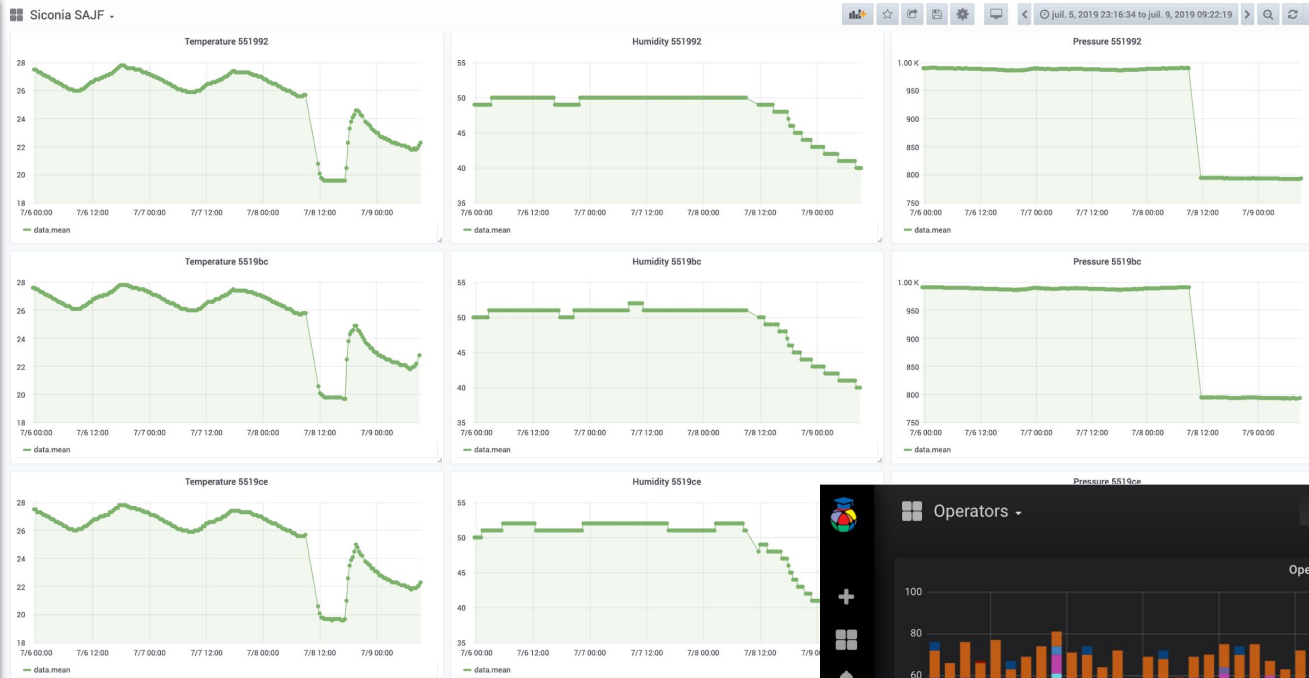 Siconia SAJF
juil. 5, 2019 23:16:34 to juil. 9, 2019 09:22:19
Temperature 551992
28
26
24
22
20
18
7/6 00:00 7/6 12:00 7/7 00:00 7/7 12:00 7/8 00:00 7/8 12:00 7/9 00:00
data.mean
Humidity 551992
55
50
45
40
35
7/6 00:00 7/6 12:00 7/7 00:00 7/7 12:00 7/8 00:00 7/8 12:00 7/9 00:00
data.mean
Pressure 551992
1.00 K
950
900
850
800
750
7/6 00:00 7/6 12:00 7/7 00:00 7/7 12:00 7/8 00:00 7/8 12:00 7/9 00:00
data.mean
Temperature 5519bc
28
26
24
22
20
18
7/6 00:00 7/6 12:00 7/7 00:00 7/7 12:00 7/8 00:00 7/8 12:00 7/9 00:00
data.mean
Humidity 5519bc
55
50
45
40
35
7/6 00:00 7/6 12:00 7/7 00:00 7/7 12:00 7/8 00:00 7/8 12:00 7/9 00:00
data.mean
Pressure 5519bc
1.00 K
950
900
850
800
750
7/6 00:00 7/6 12:00 7/7 00:00 7/7 12:00 7/8 00:00 7/8 12:00 7/9 00:00
data.mean
Temperature 5519ce
28
26
24
22
20
18
7/6 00:00 7/6 12:00 7/7 00:00 7/7 12:00 7/8 00:00 7/8 12:00 7/9 00:00
data.mean
Humidity 5519ce
55
50
45
40
35
7/6 00:00 7/6 12:00 7/7 00:00 7/7 12:00 7/8 00:00 7/8 12:00 7/9 0
data.mean
Pressure 5519ce
Operators
Ope
100
80
60